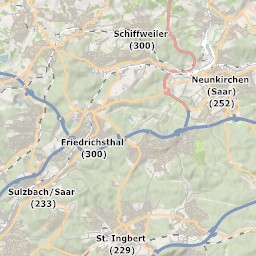 Schiffweiler
(300)
Neunkirchen
(Saar)
(252)
Friedrichsthal
(300)
Sulzbach/Saar
(233)
St. Ingbert
(229)